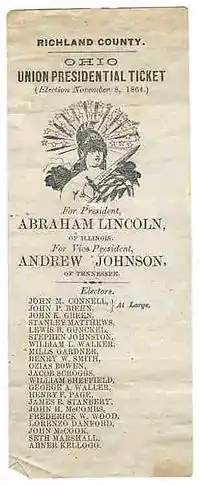 RICHLAND COUNTY.
OHIO
UNION PRESIDENTIAL TICKET
(Election November 8, 1864.)
For President,
ABRAHAM LINCOLN,
OF ILLINOIS.
For Vice President,
ANDREW JOHNSON,
OF TENNESSEE.
Electors.
JOHN M. CONNELL, } At Large.
JOHN P. BIEHN,
JOHN K. GREEN,
STANLEY MATTHEWS,
LEWIS B. GUNCKEL,
STEPHEN JOHNSTON,
WILLIAM L. WALKER,
MILLS GARDNER,
HENRY W. SMITH,
OZIAS BOWEN,
JACOB SCROGGS,
WILLIAM SHEFFIELD,
GEORGE A. WALLER,
HENRY F. PAGE,
JAMES R. STANBERY,
JOHN H. McCOMBS,
FREDERICK W. WOOD,
LORENZO DANFORD,
JOHN McCOOK,
SETH MARSHALL,
ABNER KELLOGG.